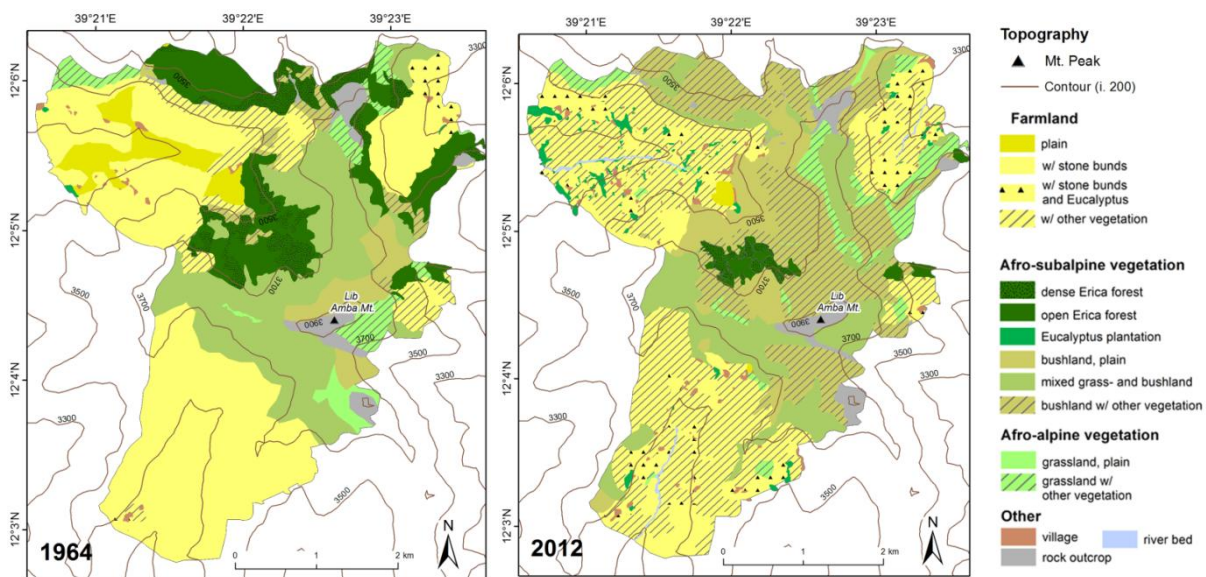 39°21'E
39°22'E
39°23'E
39°21'E
39°22'E
39°23'E
12°6'N
12°5'N
12°4'N
12°3'N
3300
3500
3500
3700
3500
3700
3300
Lib
Amba Mt.
3900
3700
3500
3300
3500
1964
0 1 2 km
N
12°6'N
12°5'N
12°4'N
12°3'N
3300
3500
3500
3700
3500
3700
3300
Lib
Amba Mt.
3900
3700
3500
3300
3500
2012
0 1 2 km
N
Topography
Mt. Peak
Contour (i. 200)
Farmland
plain
w/ stone bunds
w/ stone bunds
and Eucalyptus
w/ other vegetation
Afro-subalpine vegetation
dense Erica forest
open Erica forest
Eucalyptus plantation
bushland, plain
mixed grass- and bushland
bushland w/ other vegetation
Afro-alpine vegetation
grassland, plain
grassland w/
other vegetation
Other
village
river bed
rock outcrop